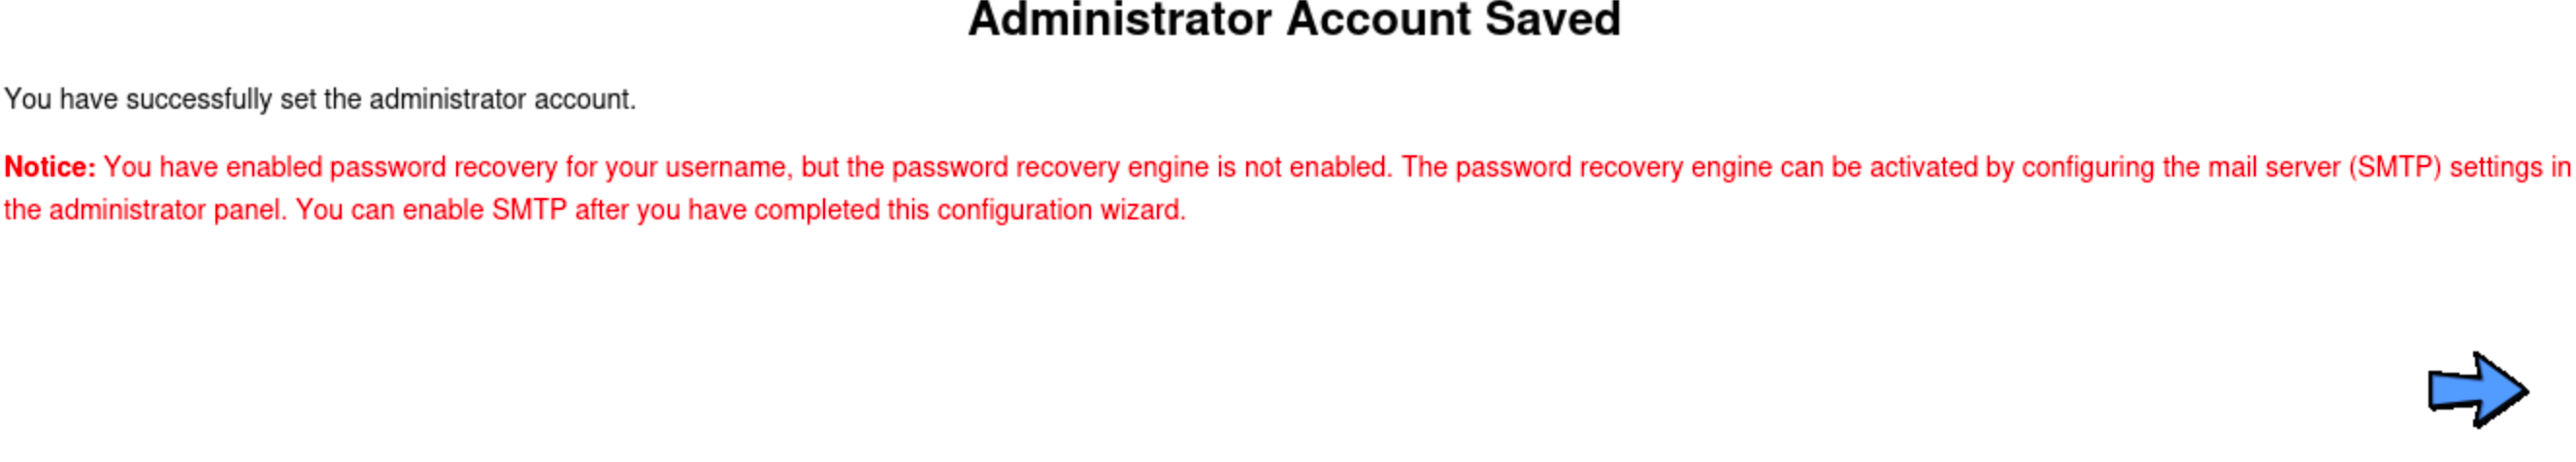 Administrator Account Saved
You have successfully set the administrator account.
Notice: You have enabled password recovery for your username, but the password recovery engine is not enabled. The password recovery engine can be activated by configuring the mail server (SMTP) settings in
the administrator panel. You can enable SMTP after you have completed this configuration wizard.